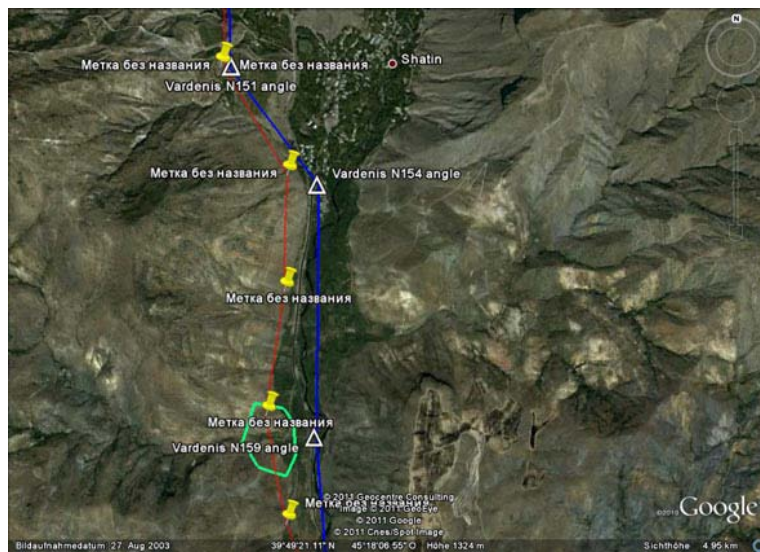 N
Shatin
Метка без названия
Метка без названия
Vardenis N151 angle
Метка без названия
Vardenis N154 angle
Метка без названия
Метка без названия
Vardenis N159 angle
Метка без названия
© 2011 Geocentre Consulting
Image © 2011 GeoEye
© 2011 Google
© 2011 Cnes/Spot Image
©2010 Google
Bildaufnahmedatum 27. Aug 2003 39°49'21.11" N 45°18'06.55" O Höhe 1324 m Sichthöhe 4.95 km